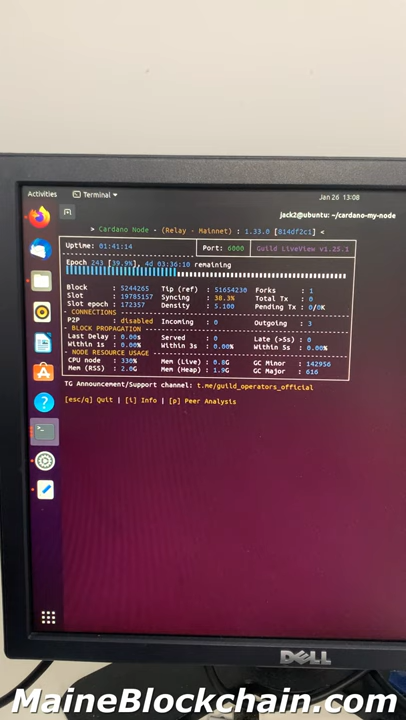 Activities Terminal Jan 26 13:08
jack2@ubuntu: ~/cardano-my-node
> Cardano Node - (Relay - Mainnet) : 1.33.0 [814df2c1] <
Uptime: 01:41:14 Port: 6000 Guild LiveView v1.25.1
Epoch 243 [39.9%], 4d 03:36:10 remaining
Block : 5244265 Tip (ref) : 51654230 Forks : 1
Slot : 19785157 Syncing : 38.3% Total Tx : 0
Slot epoch : 172357 Density : 5.100 Pending Tx : 0/0K
- CONNECTIONS
P2P : disabled Incoming : 0 Outgoing : 3
- BLOCK PROPAGATION
Last Delay : 0.00s Served : 0 Late (>5s) : 0
Within 1s : 0.00% Within 3s : 0.00% Within 5s : 0.00%
- NODE RESOURCE USAGE
CPU node : 330% Mem (Live) : 0.8G GC Minor : 142956
Mem (RSS) : 2.0G Mem (Heap) : 1.9G GC Major : 616
TG Announcement/Support channel: t.me/guild_operators_official
[esc/q] Quit | [i] Info | [p] Peer Analysis
DELL
MaineBlockchain.com